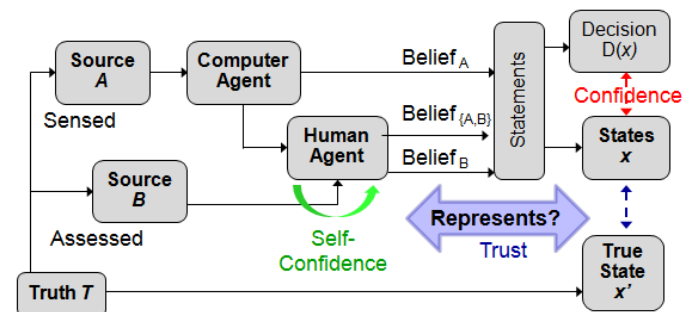 Source
A
Sensed
Computer
Agent
Belief A
Statements
Decision
D(x)
Confidence
Human
Agent
Belief {A,B}
Belief B
States
x
Source
B
Assessed
Self-
Confidence
Represents?
Trust
Truth T
True
State
x'